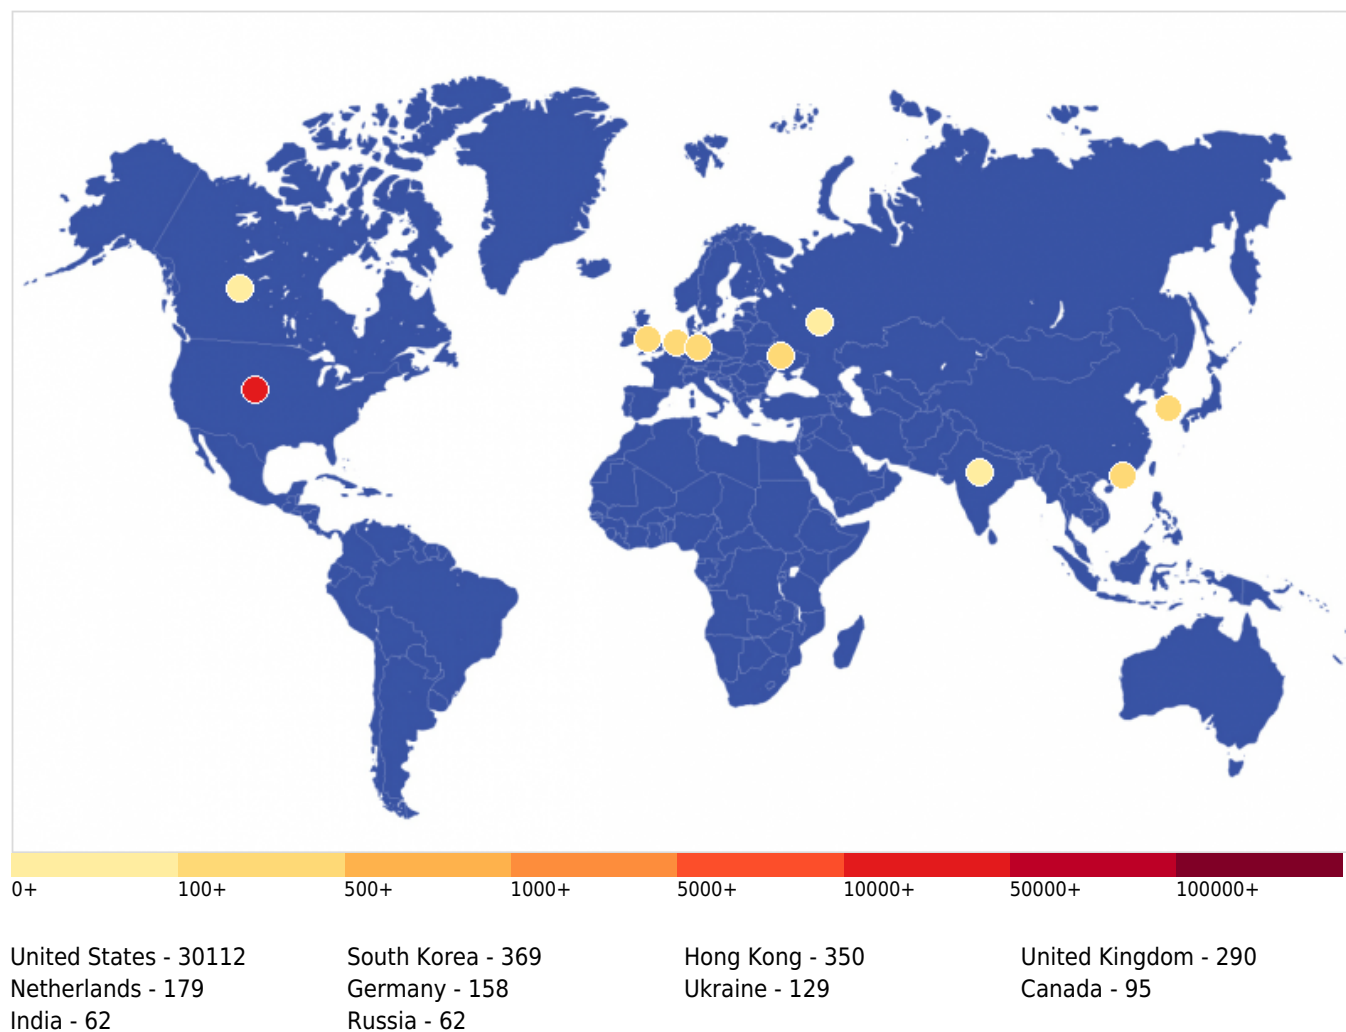 0+ 100+ 500+ 1000+ 5000+ 10000+ 50000+ 100000+
United States - 30112 South Korea - 369 Hong Kong - 350 United Kingdom - 290
Netherlands - 179 Germany - 158 Ukraine - 129 Canada - 95
India - 62 Russia - 62